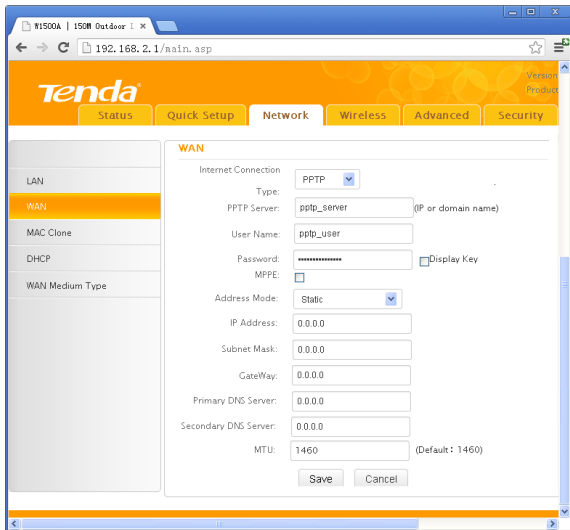 W1500A | 150M Outdoor I
192.168.2.1/main.asp
Tenda
Version
Product
Status Quick Setup Network Wireless Advanced Security
LAN
WAN
MAC Clone
DHCP
WAN Medium Type
WAN
Internet Connection
Type: PPTP
PPTP Server: pptp_server (IP or domain name)
User Name: pptp_user
Password: •••••••••••••• Display Key
MPPE:
Address Mode: Static
IP Address: 0.0.0.0
Subnet Mask: 0.0.0.0
GateWay: 0.0.0.0
Primary DNS Server: 0.0.0.0
Secondary DNS Server: 0.0.0.0
MTU: 1460 (Default: 1460)
Save Cancel